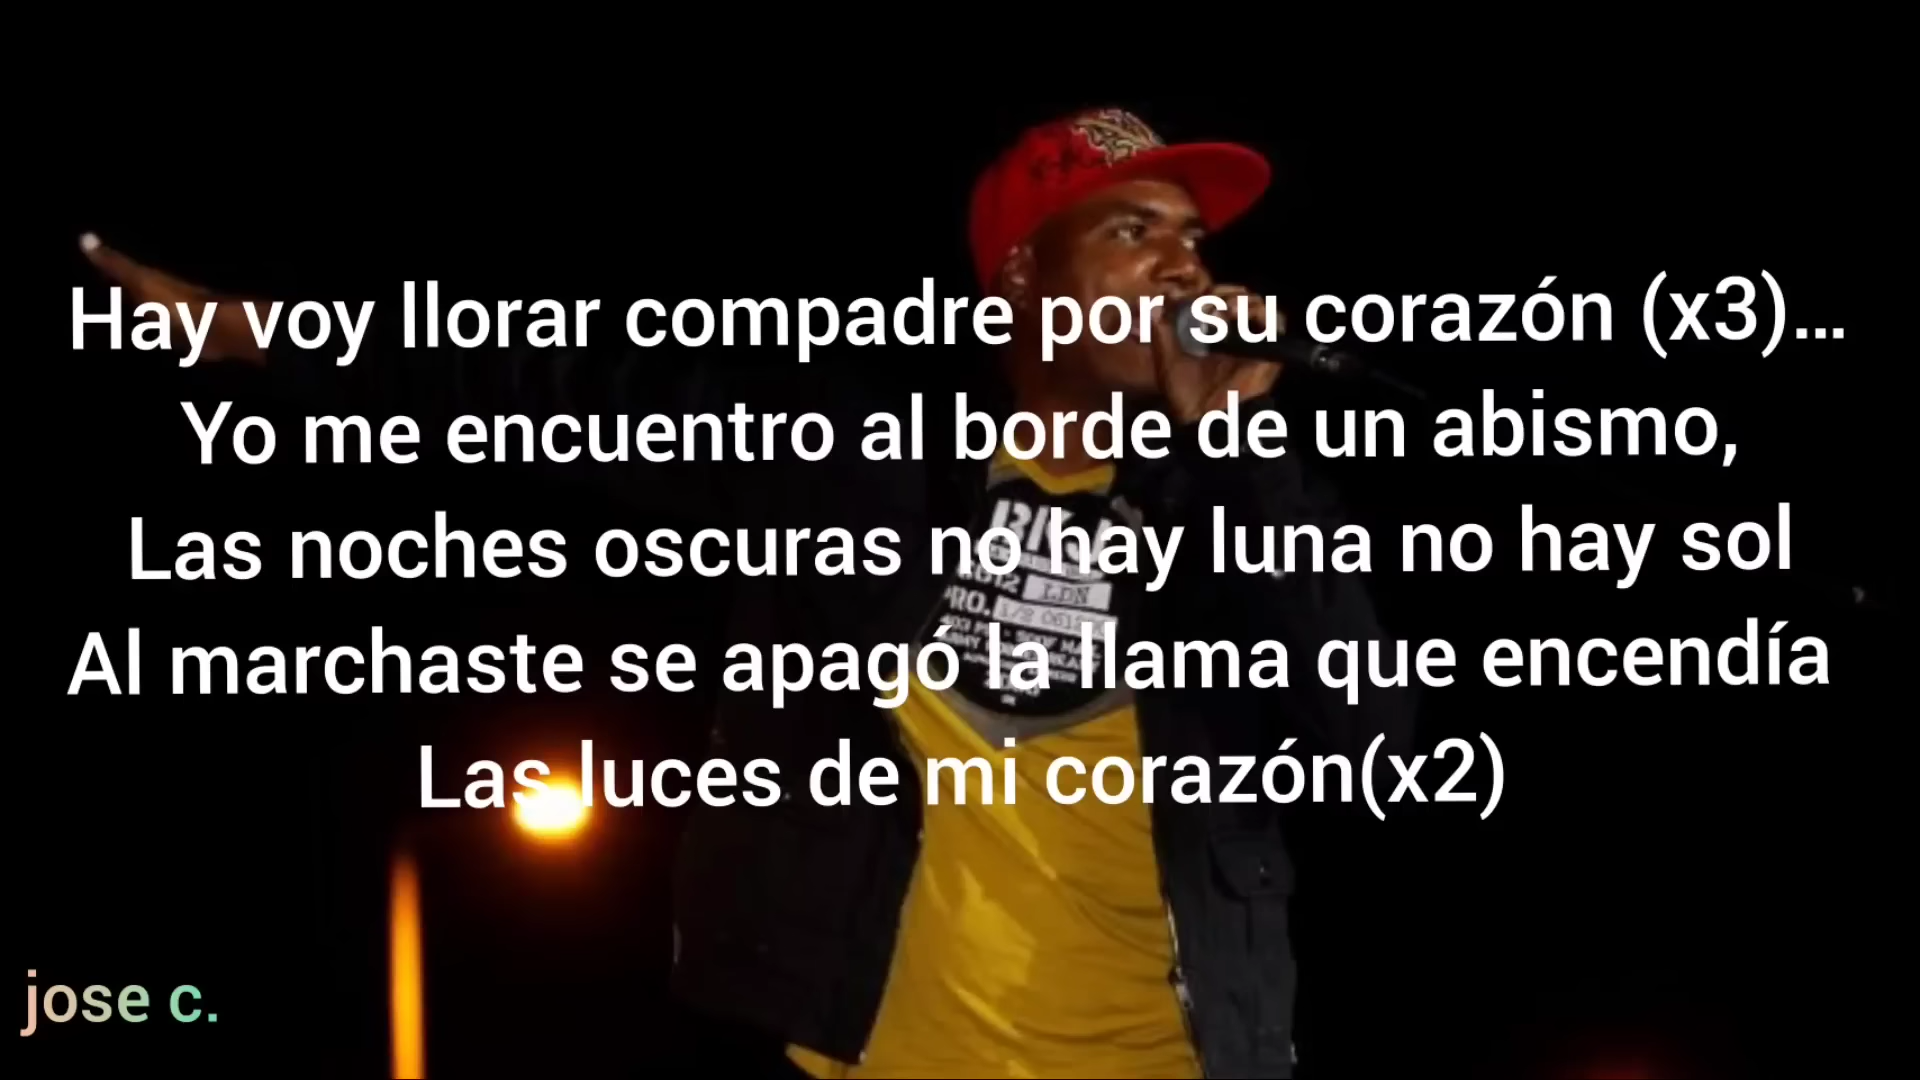 Hay voy llorar compadre por su corazón (x3)...
Yo me encuentro al borde de un abismo,
Las noches oscuras no hay luna no hay sol
Al marchaste se apagó la llama que encendía
Las luces de mi corazón(x2)
LDN
jose c.